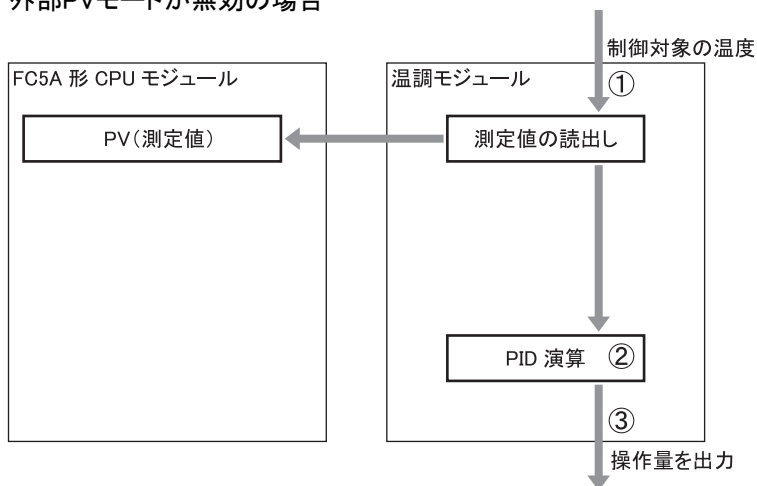 外部PVモードが無効の場合
制御対象の温度
FC5A 形 CPU モジュール
温調モジュール
①
PV(測定値)
測定値の読出し
PID 演算 ②
③
操作量を出力